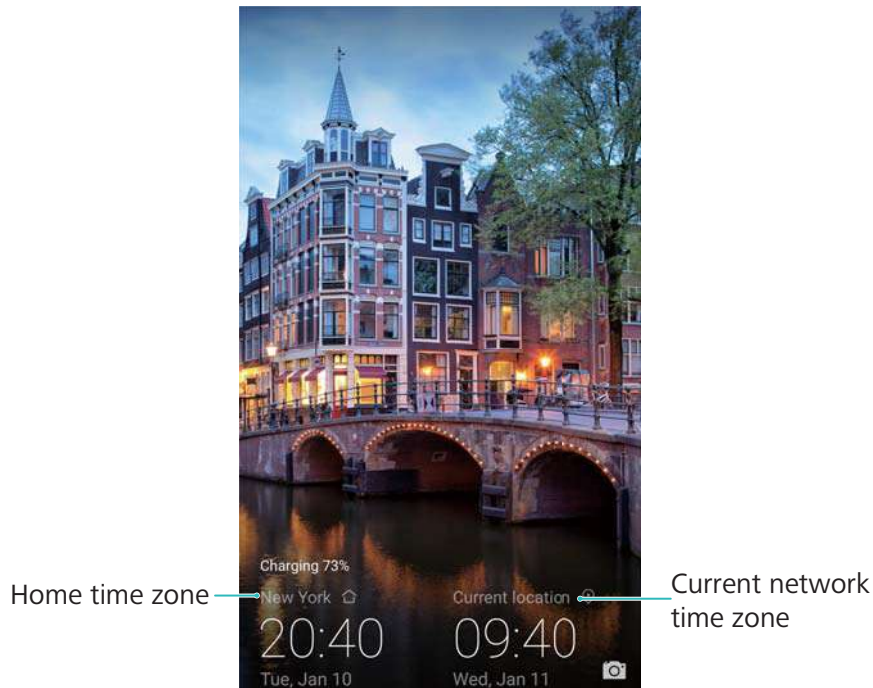 Charging 73%
Home time zone
New York
Current location
Current network
time zone
20:40
09:40
Tue, Jan 10
Wed, Jan 11